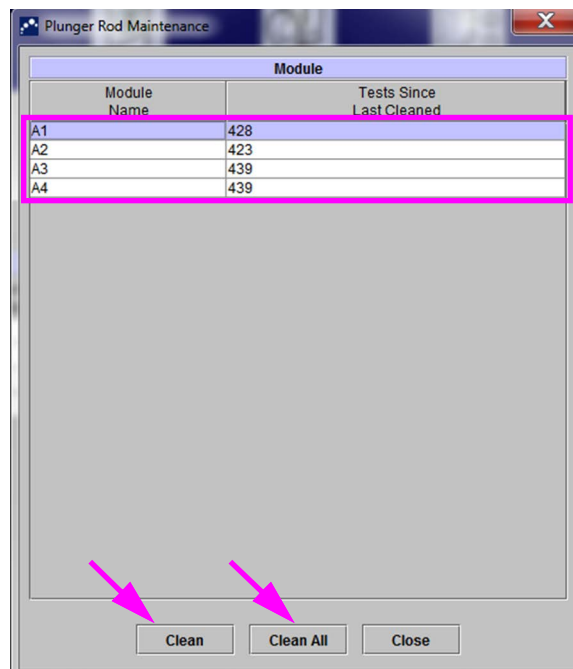 Plunger Rod Maintenance
X
Module
Module Name Tests Since Last Cleaned
A1 428
A2 423
A3 439
A4 439
Clean Clean All Close